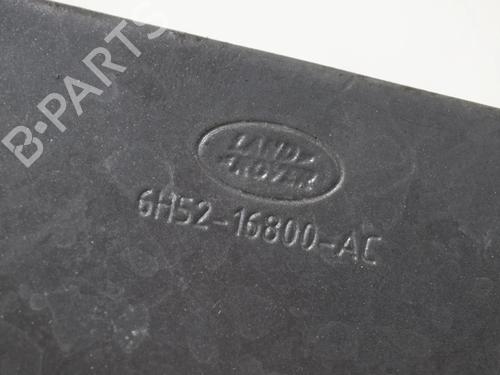 B-PARTS
LAND-
ROVER
6H52-16800-AC